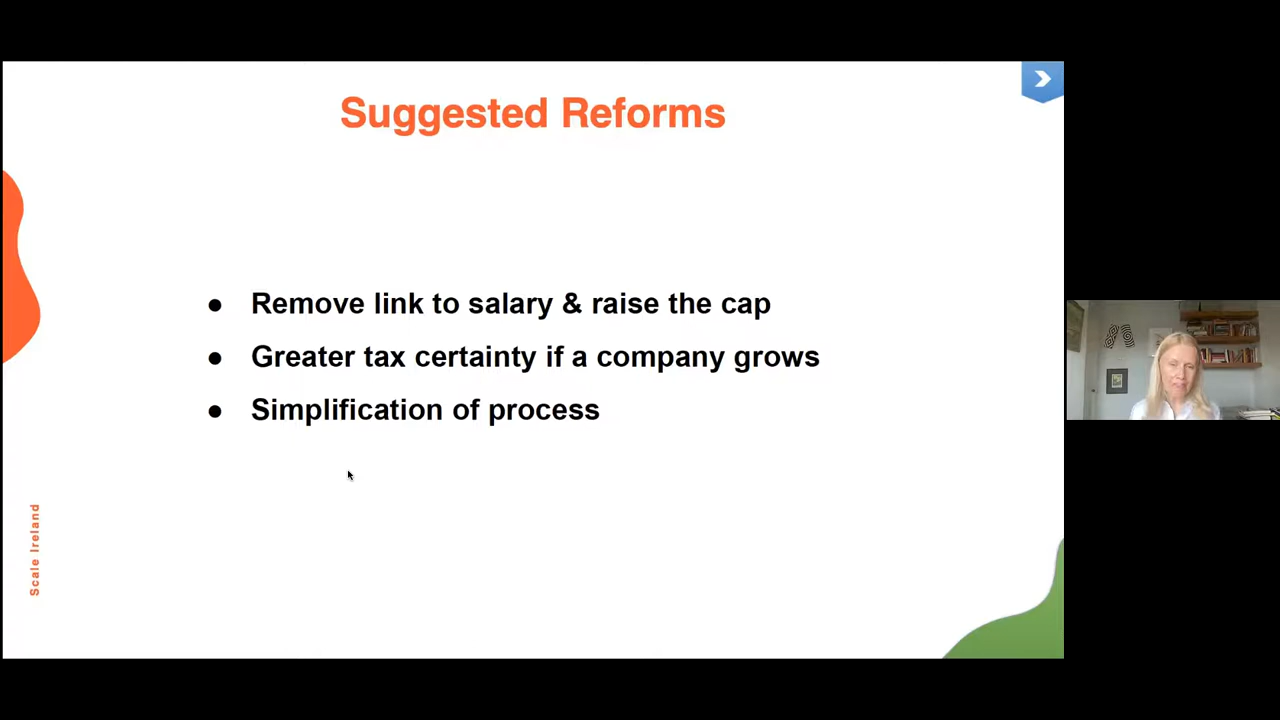 Suggested Reforms
● Remove link to salary & raise the cap
● Greater tax certainty if a company grows
● Simplification of process
Scale Ireland